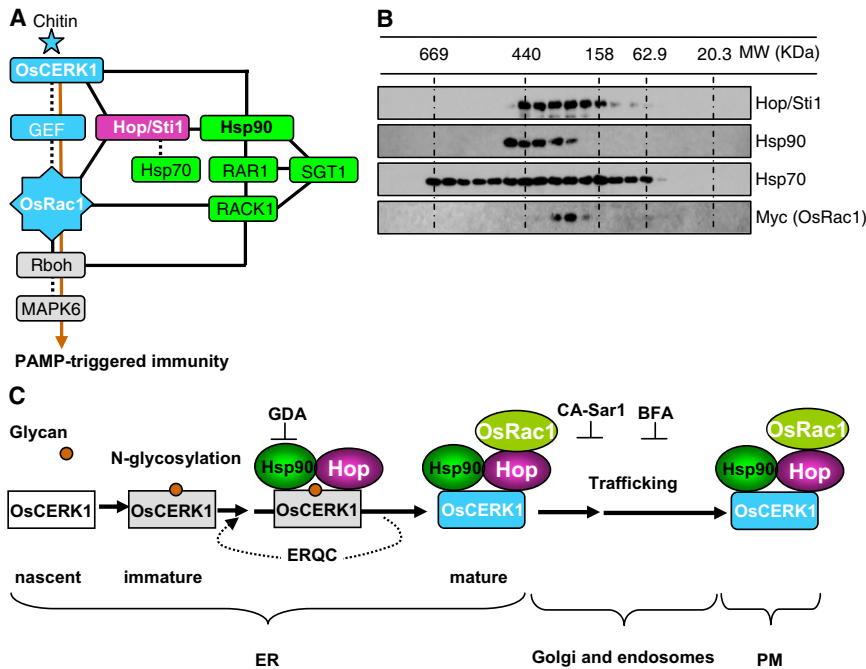 A
Chitin
OsCERK1
GEF
Hop/Sti1
Hsp90
Hsp70
RAR1
SGT1
OsRac1
RACK1
Rboh
MAPK6
PAMP-triggered immunity
B
669 440 158 62.9 20.3 MW (KDa)
Hop/Sti1
Hsp90
Hsp70
Myc (OsRac1)
C
Glycan
N-glycosylation
GDA
CA-Sar1 BFA
OsRac1 OsRac1
Hsp90 Hop Hsp90 Hop Hsp90 Hop
Trafficking
OsCERK1 OsCERK1 OsCERK1 OsCERK1 OsCERK1
ERQC
nascent immature mature
ER Golgi and endosomes PM